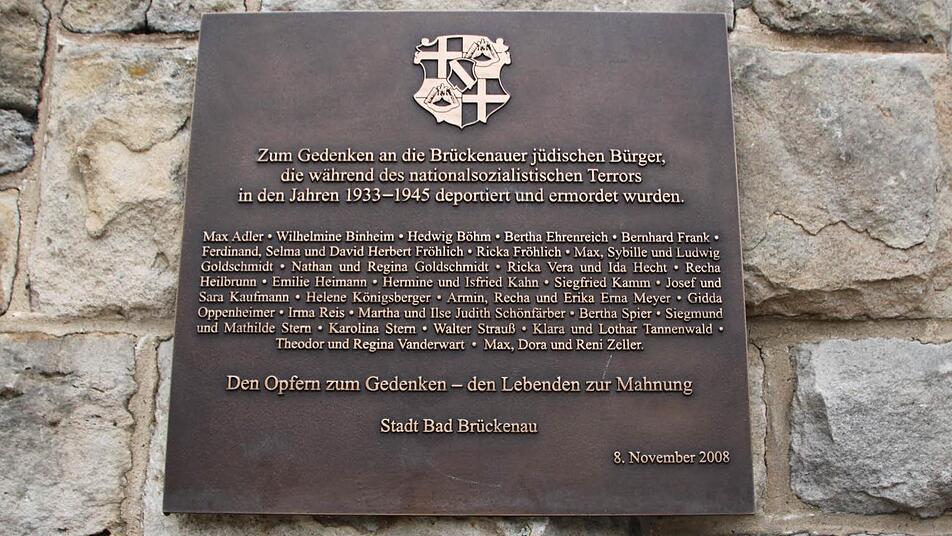 Zum Gedenken an die Brückenauer jüdischen Bürger,
die während des nationalsozialistischen Terrors
in den Jahren 1933–1945 deportiert und ermordet wurden.
Max Adler • Wilhelmine Binheim • Hedwig Böhm • Bertha Ehrenreich • Bernhard Frank •
Ferdinand, Selma und David Herbert Fröhlich • Ricka Fröhlich • Max, Sybille und Ludwig
Goldschmidt • Nathan und Regina Goldschmidt • Ricka Vera und Ida Hecht • Recha
Heilbrunn • Emilie Heimann • Hermine und Isfried Kahn • Siegfried Kamm • Josef und
Sara Kaufmann • Helene Königsberger • Armin, Recha und Erika Erna Meyer • Gidda
Oppenheimer • Irma Reis • Martha und Ilse Judith Schönfärber • Bertha Spier • Siegmund
und Mathilde Stern • Karolina Stern • Walter Strauß • Klara und Lothar Tannenwald •
Theodor und Regina Vanderwart • Max, Dora und Reni Zeller.
Den Opfern zum Gedenken – den Lebenden zur Mahnung
Stadt Bad Brückenau
8. November 2008